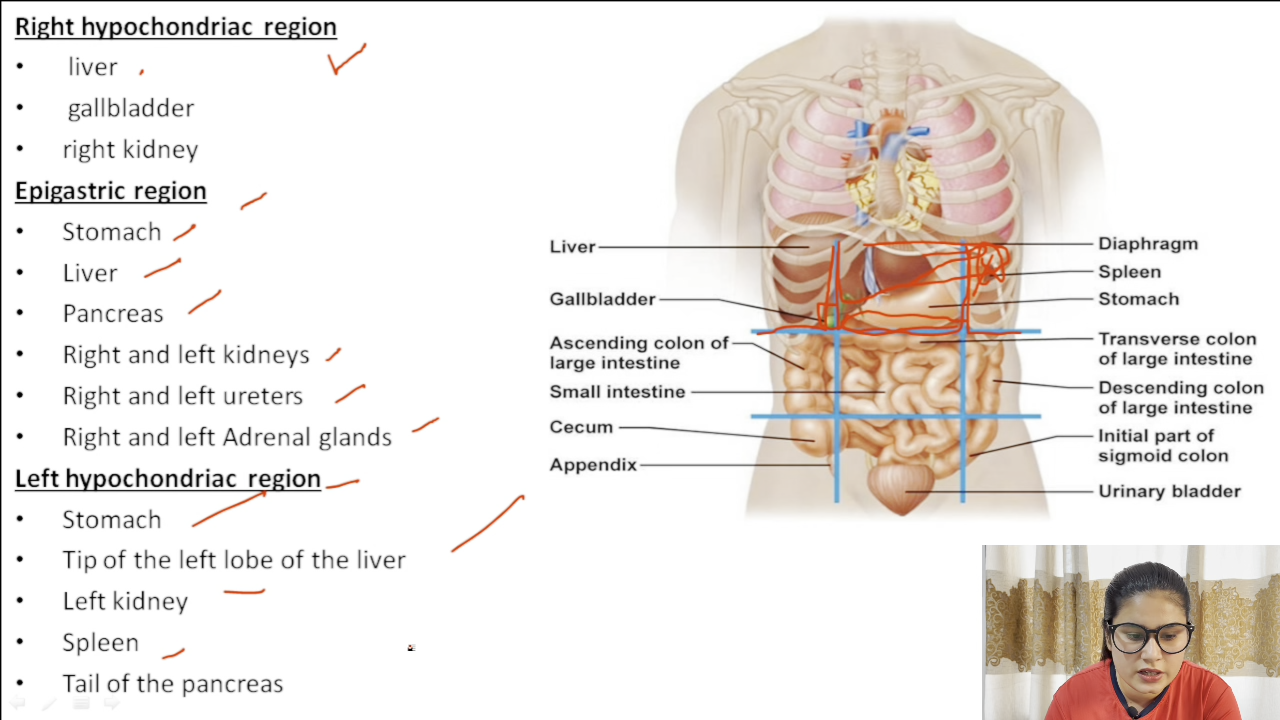 Right hypochondriac region
• liver
• gallbladder
• right kidney
Epigastric region
• Stomach
• Liver
• Pancreas
• Right and left kidneys
• Right and left ureters
• Right and left Adrenal glands
Left hypochondriac region
• Stomach
• Tip of the left lobe of the liver
• Left kidney
• Spleen
• Tail of the pancreas
Liver
Gallbladder
Ascending colon of
large intestine
Small intestine
Cecum
Appendix
Diaphragm
Spleen
Stomach
Transverse colon
of large intestine
Descending colon
of large intestine
Initial part of
sigmoid colon
Urinary bladder